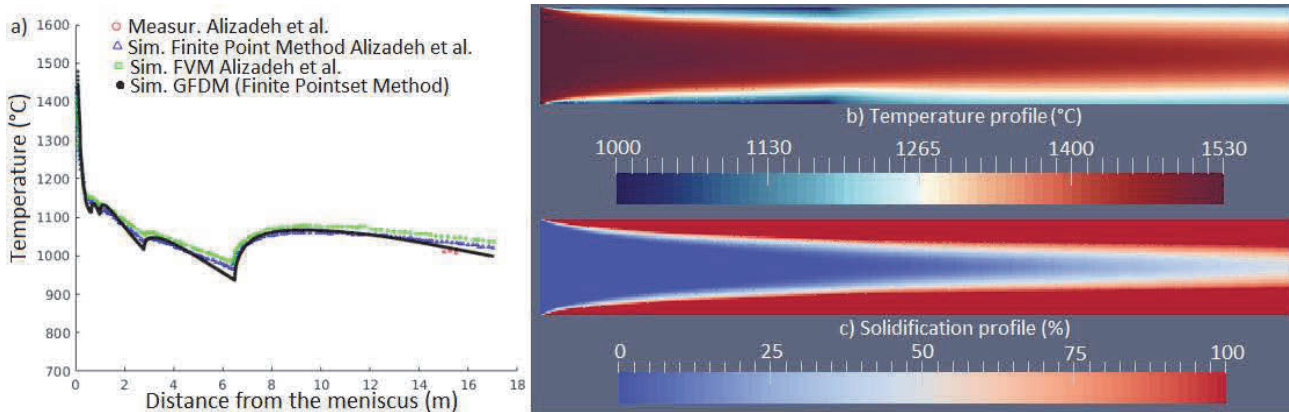 a)
Measur. Alizadeh et al.
Sim. Finite Point Method Alizadeh et al.
Sim. FVM Alizadeh et al.
Sim. GFDM (Finite Pointset Method)
Temperature (°C)
1600
1500
1400
1300
1200
1100
1000
900
800
700
0 2 4 6 8 10 12 14 16 18
Distance from the meniscus (m)
b) Temperature profile (°C)
1000 1130 1265 1400 1530
c) Solidification profile (%)
0 25 50 75 100